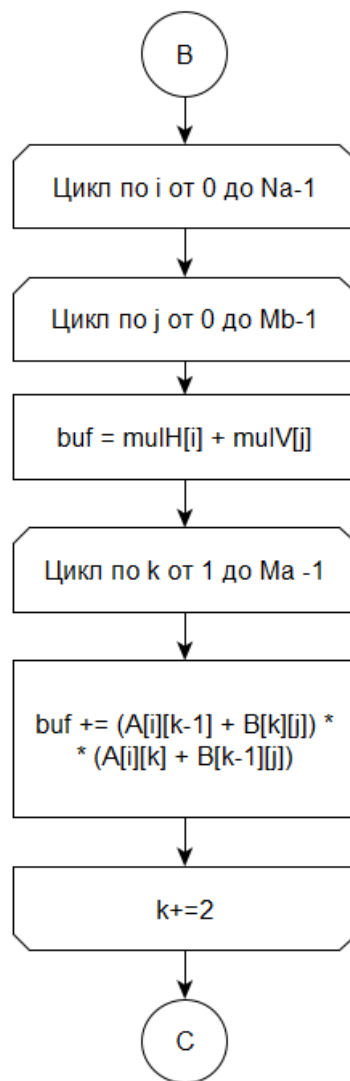 B
Цикл по i от 0 до Na-1
Цикл по j от 0 до Mb-1
buf = mulH[i] + mulV[j]
Цикл по k от 1 до Ma -1
buf += (A[i][k-1] + B[k][j]) *
* (A[i][k] + B[k-1][j])
k+=2
C